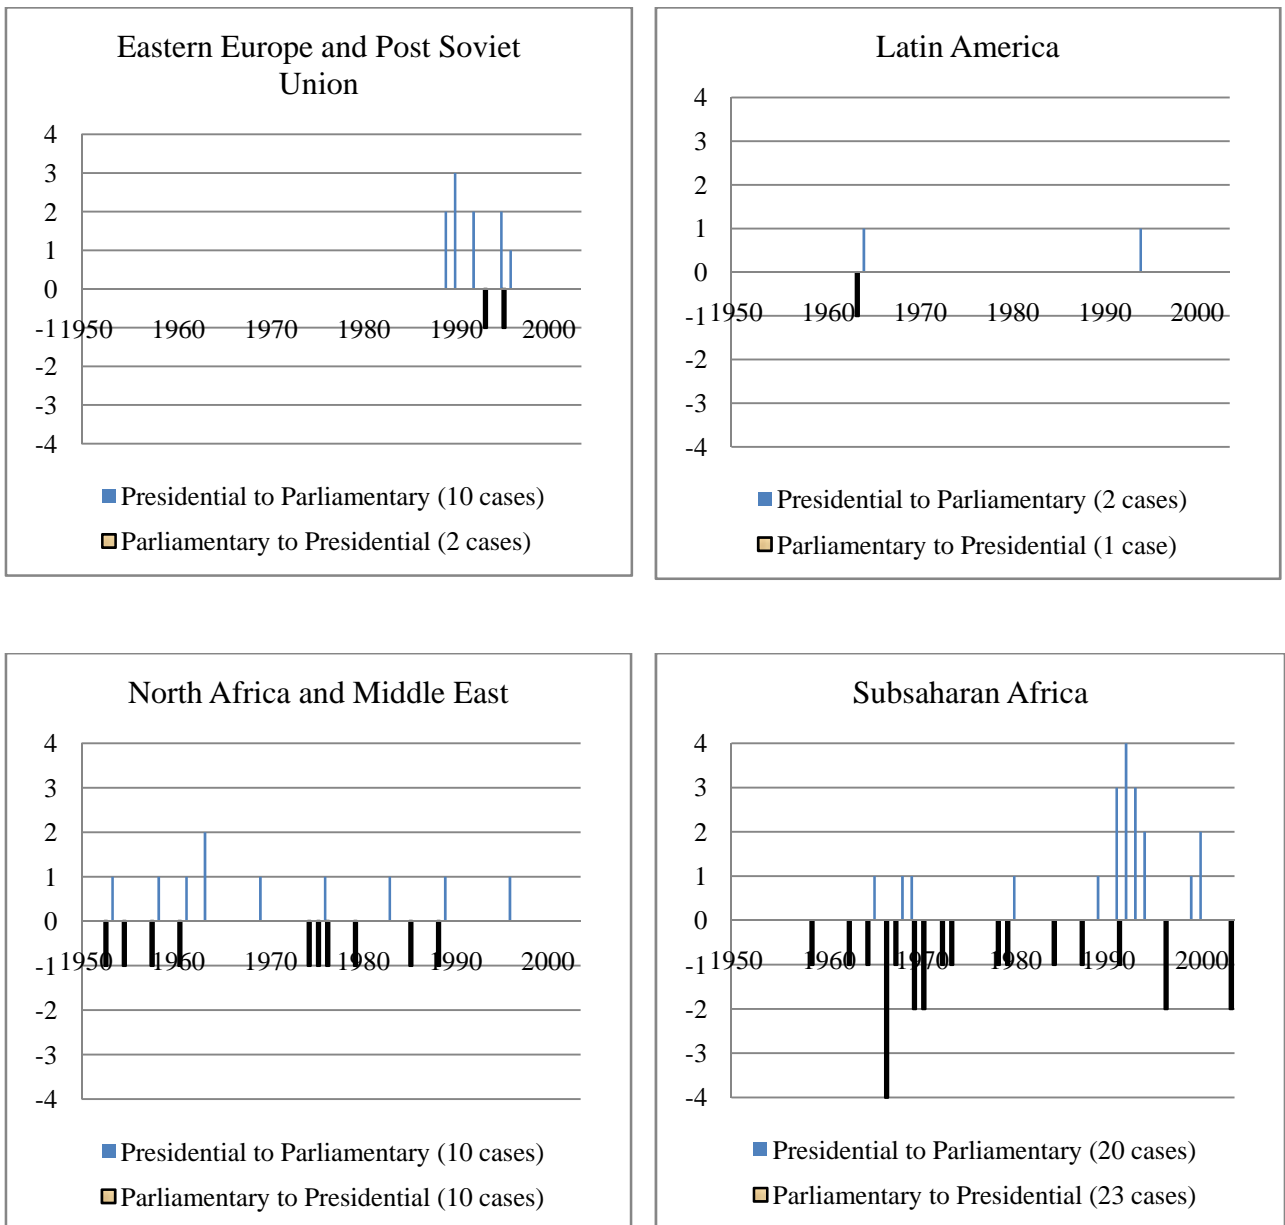 Eastern Europe and Post Soviet
Union
4
3
2
1
0
-1
-2
-3
-4
1950 1960 1970 1980 1990 2000
Presidential to Parliamentary (10 cases)
Parliamentary to Presidential (2 cases)
Latin America
4
3
2
1
0
-1
-2
-3
-4
1950 1960 1970 1980 1990 2000
Presidential to Parliamentary (2 cases)
Parliamentary to Presidential (1 case)
North Africa and Middle East
4
3
2
1
0
-1
-2
-3
-4
1950 1960 1970 1980 1990 2000
Presidential to Parliamentary (10 cases)
Parliamentary to Presidential (10 cases)
Subsaharan Africa
4
3
2
1
0
-1
-2
-3
-4
1950 1960 1970 1980 1990 2000
Presidential to Parliamentary (20 cases)
Parliamentary to Presidential (23 cases)